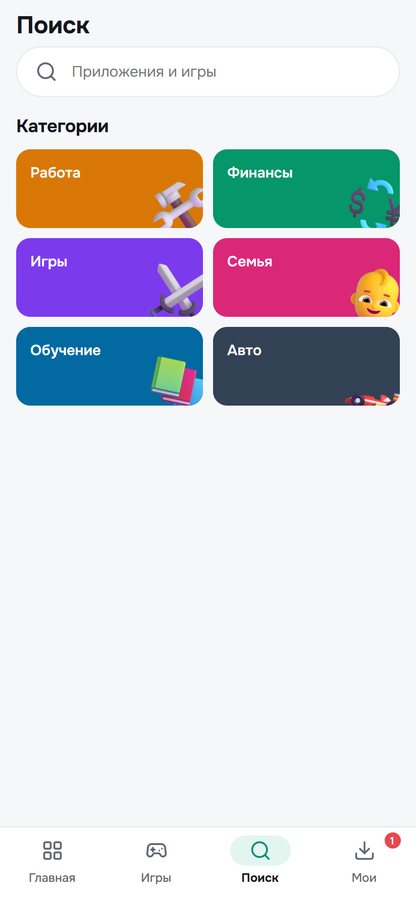 Поиск
Приложения и игры
Категории
Работа
Финансы
Игры
Семья
Обучение
Авто
1
Главная
Игры
Поиск
Мои